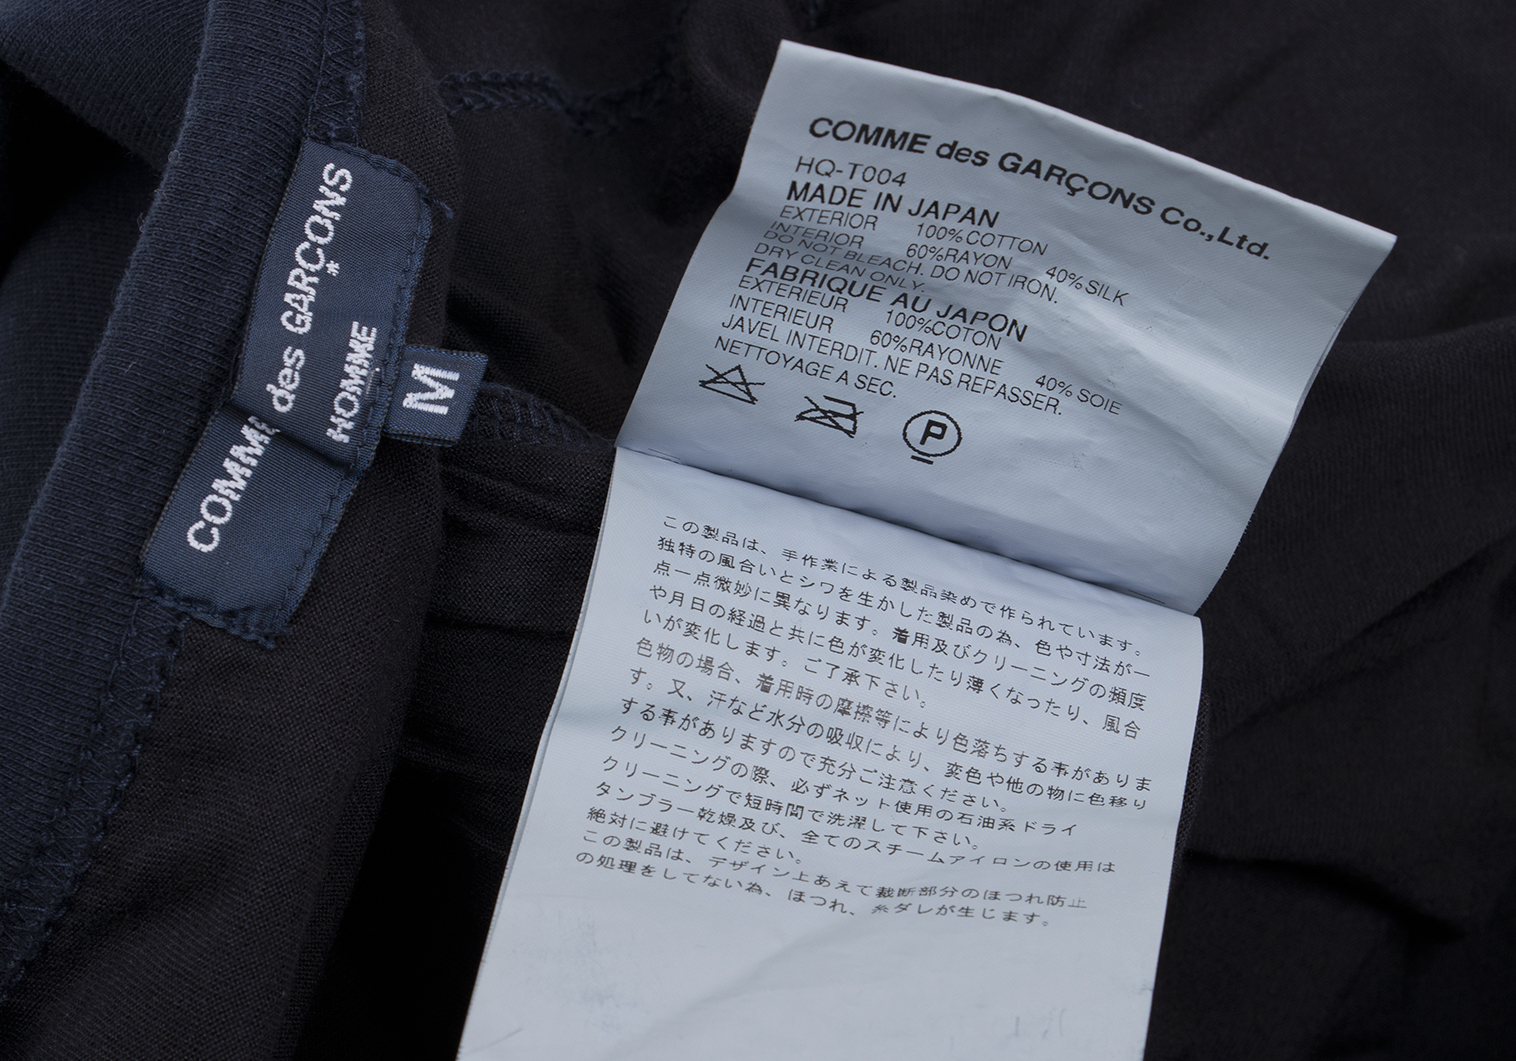 COMME des GARÇONS
HOMME
M
COMME des GARÇONS Co.,Ltd.
HQ-T004
MADE IN JAPAN
EXTERIOR 100%COTTON
INTERIOR 60%RAYON 40%SILK
DO NOT BLEACH. DO NOT IRON.
DRY CLEAN ONLY.
FABRIQUE AU JAPON
EXTERIEUR 100%COTON
INTERIEUR 60%RAYONNE 40%SOIE
JAVEL INTERDIT. NE PAS REPASSER.
NETTOYAGE A SEC.
P
この製品は、手作業による製品染めで作られています。
独特の風合いとシワを生かした製品の為、色や寸法が一
点一点微妙に異なります。着用及びクリーニングの頻度
や月日の経過と共に色が変化したり薄くなったり、風合
いが変化します。ご了承下さい。
色物の場合、着用時の摩擦等により色落ちする事がありま
す。又、汗など水分の吸収により、変色や他の物に色移り
する事がありますので充分ご注意ください。
クリーニングの際、必ずネット使用の石油系ドライ
クリーニングで短時間で洗濯して下さい。
タンブラー乾燥及び、全てのスチームアイロンの使用は
絶対に避けてください。
この製品は、デザイン上あえて裁断部分のほつれ防止
の処理をしてない為、ほつれ、糸ダレが生じます。